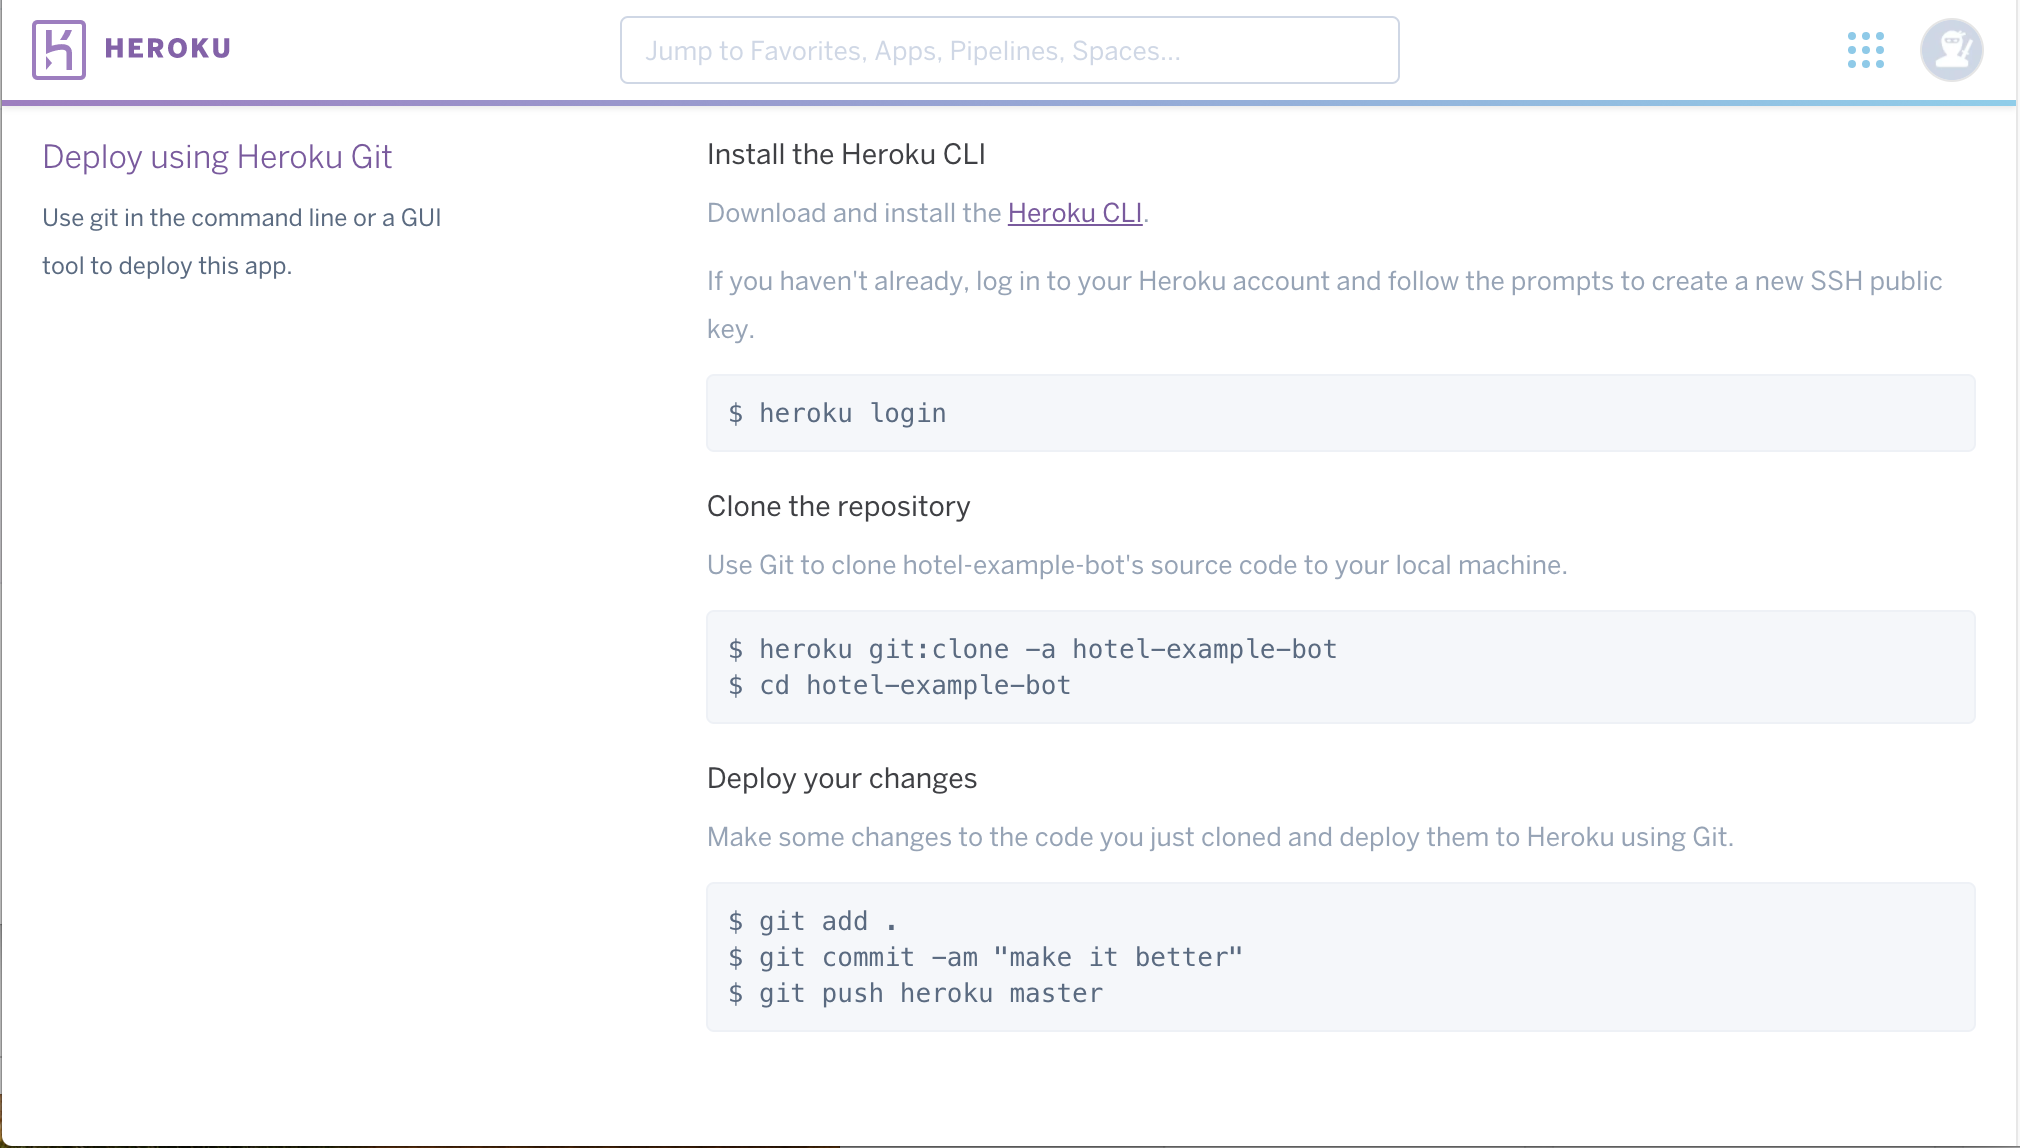 HEROKU
Jump to Favorites, Apps, Pipelines, Spaces...
Deploy using Heroku Git
Use git in the command line or a GUI
tool to deploy this app.
Install the Heroku CLI
Download and install the Heroku CLI.
If you haven't already, log in to your Heroku account and follow the prompts to create a new SSH public
key.
$ heroku login
Clone the repository
Use Git to clone hotel-example-bot's source code to your local machine.
$ heroku git:clone -a hotel-example-bot
$ cd hotel-example-bot
Deploy your changes
Make some changes to the code you just cloned and deploy them to Heroku using Git.
$ git add .
$ git commit -am "make it better"
$ git push heroku master